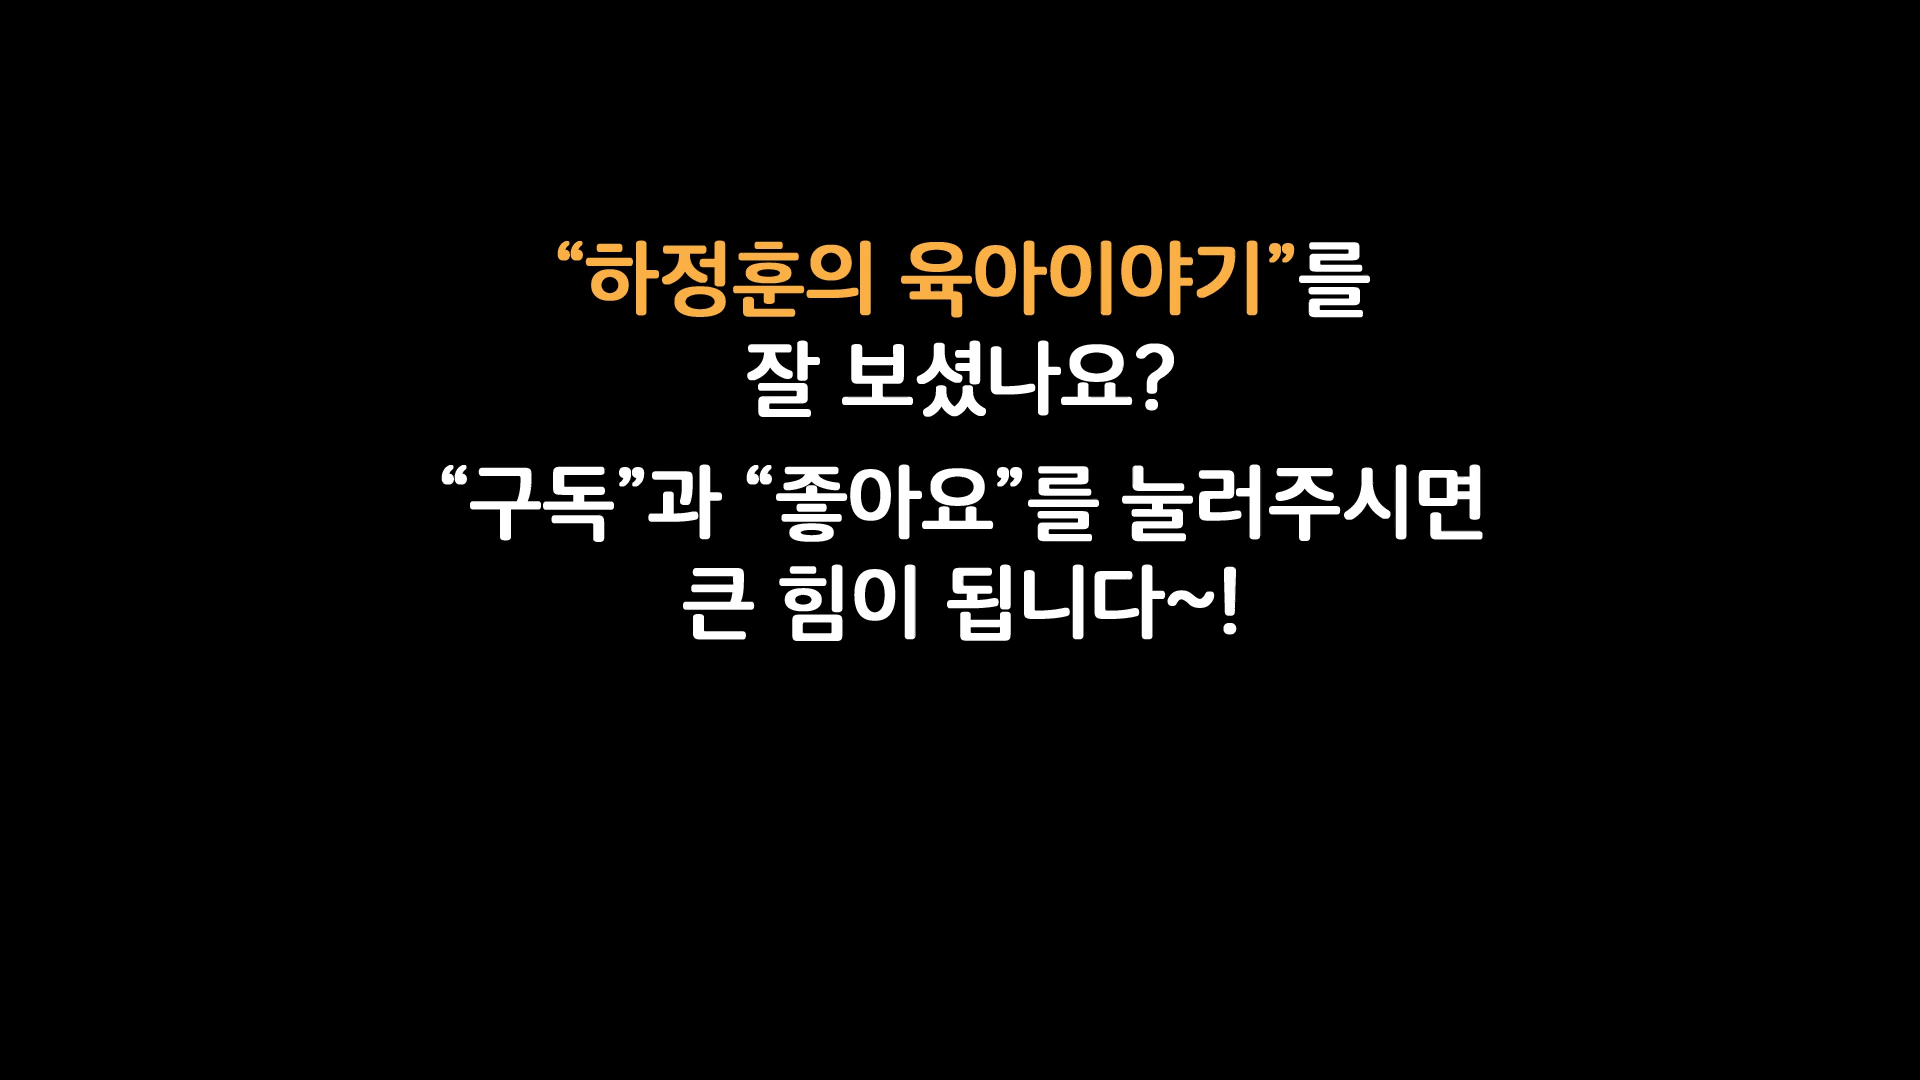 “하정훈의 육아이야기”를
잘 보셨나요?
“구독”과 “좋아요”를 눌러주시면
큰 힘이 됩니다~!